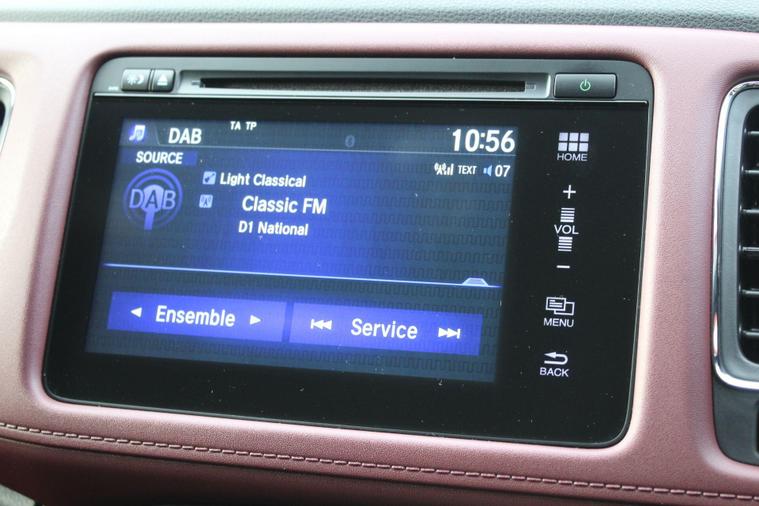 DAB
TA TP
10:56
SOURCE
TEXT 07
DAB
Light Classical
Classic FM
D1 National
Ensemble
Service
HOME
+
VOL
−
MENU
BACK